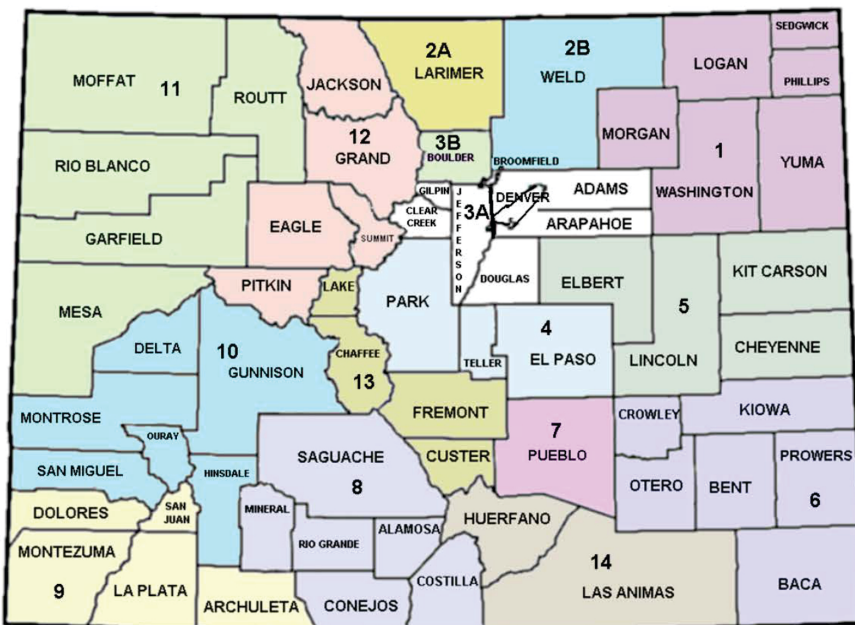 SEDGWICK
2A
2B
LARIMER
WELD
LOGAN
MOFFAT
11
JACKSON
ROUTT
PHILLIPS
12
GRAND
3B
BOULDER
BROOMFIELD
MORGAN
1
WASHINGTON
YUMA
RIO BLANCO
GILPIN
CLEAR
CREEK
JEFFERSON
3A
DENVER
ADAMS
ARAPAHOE
GARFIELD
EAGLE
SUMMIT
DOUGLAS
ELBERT
KIT CARSON
PITKIN
LAKE
PARK
MESA
5
LINCOLN
CHEYENNE
DELTA
10
GUNNISON
CHAFFEE
13
TELLER
4
EL PASO
MONTROSE
OURAY
FREMONT
7
PUEBLO
CROWLEY
KIOWA
SAN MIGUEL
HINSDALE
SAGUACHE
8
CUSTER
OTERO
BENT
PROWERS
6
DOLORES
SAN
JUAN
MINERAL
RIO GRANDE
ALAMOSA
HUERFANO
MONTEZUMA
9
LA PLATA
ARCHULETA
CONEJOS
COSTILLA
14
LAS ANIMAS
BACA